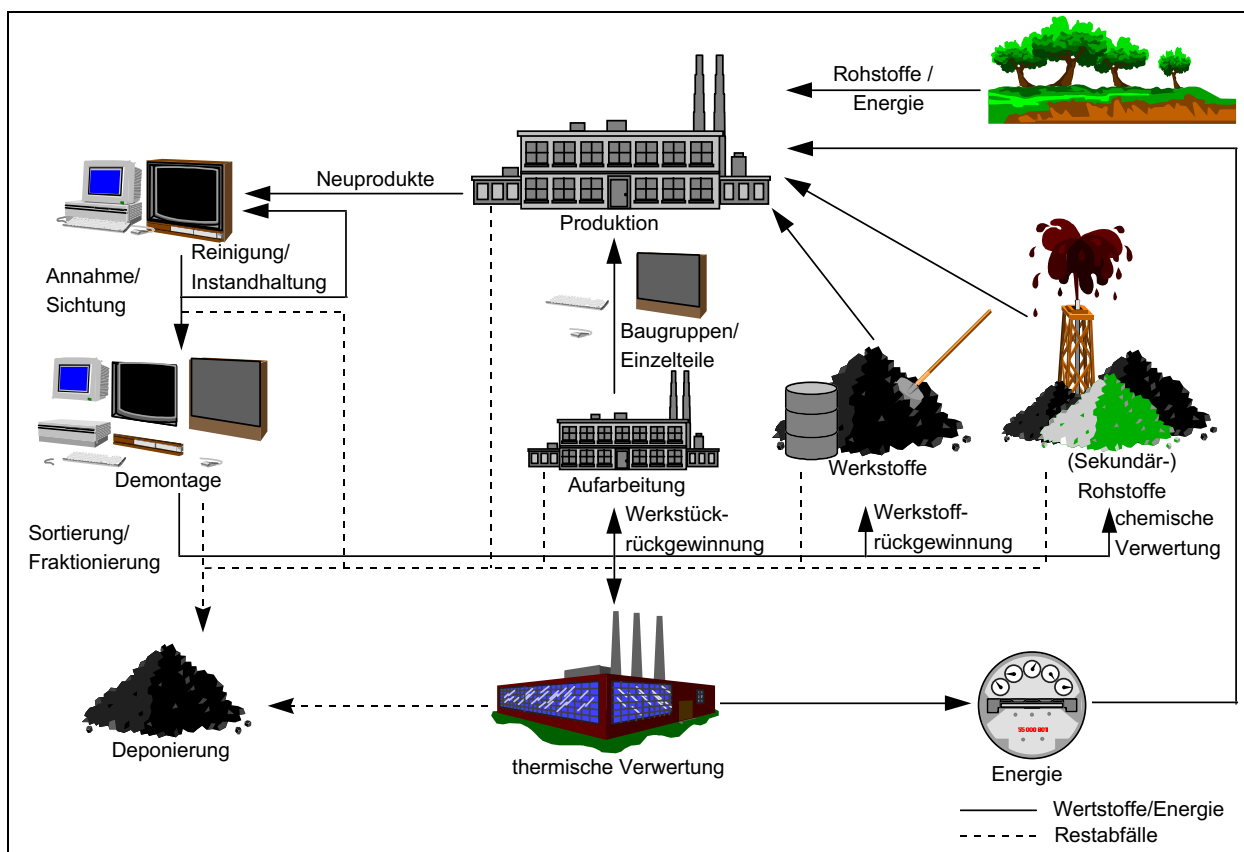 Rohstoffe /
Energie
Neuprodukte
Produktion
Reinigung/
Instandhaltung
Annahme/
Sichtung
Baugruppen/
Einzelteile
Demontage
Aufarbeitung
Werkstoffe
(Sekundär-)
Rohstoffe
Sortierung/
Fraktionierung
Werkstück-
rückgewinnung
Werkstoff-
rückgewinnung
chemische
Verwertung
Deponierung
thermische Verwertung
Energie
Wertstoffe/Energie
Restabfälle